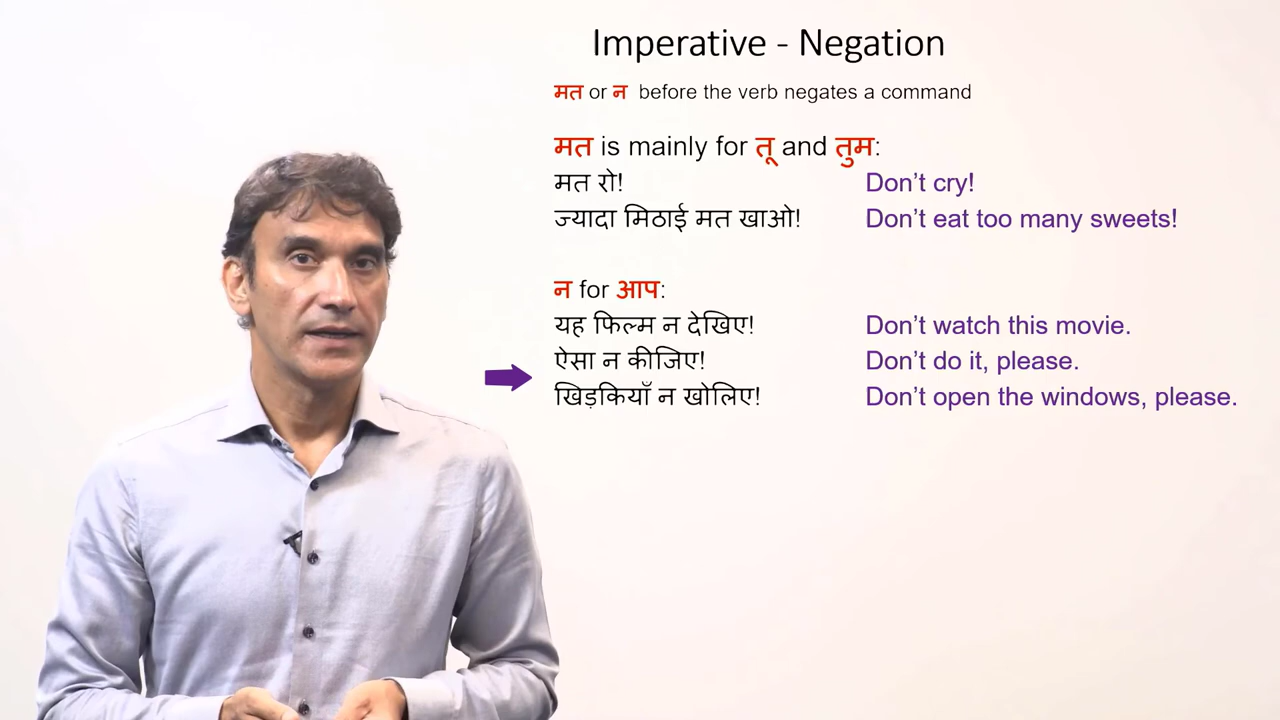 Imperative - Negation
मत or न before the verb negates a command
मत is mainly for तू and तुम:
मत रो! Don't cry!
ज्यादा मिठाई मत खाओ! Don't eat too many sweets!
न for आप:
यह फिल्म न देखिए! Don't watch this movie.
ऐसा न कीजिए! Don't do it, please.
खिड़कियाँ न खोलिए! Don't open the windows, please.